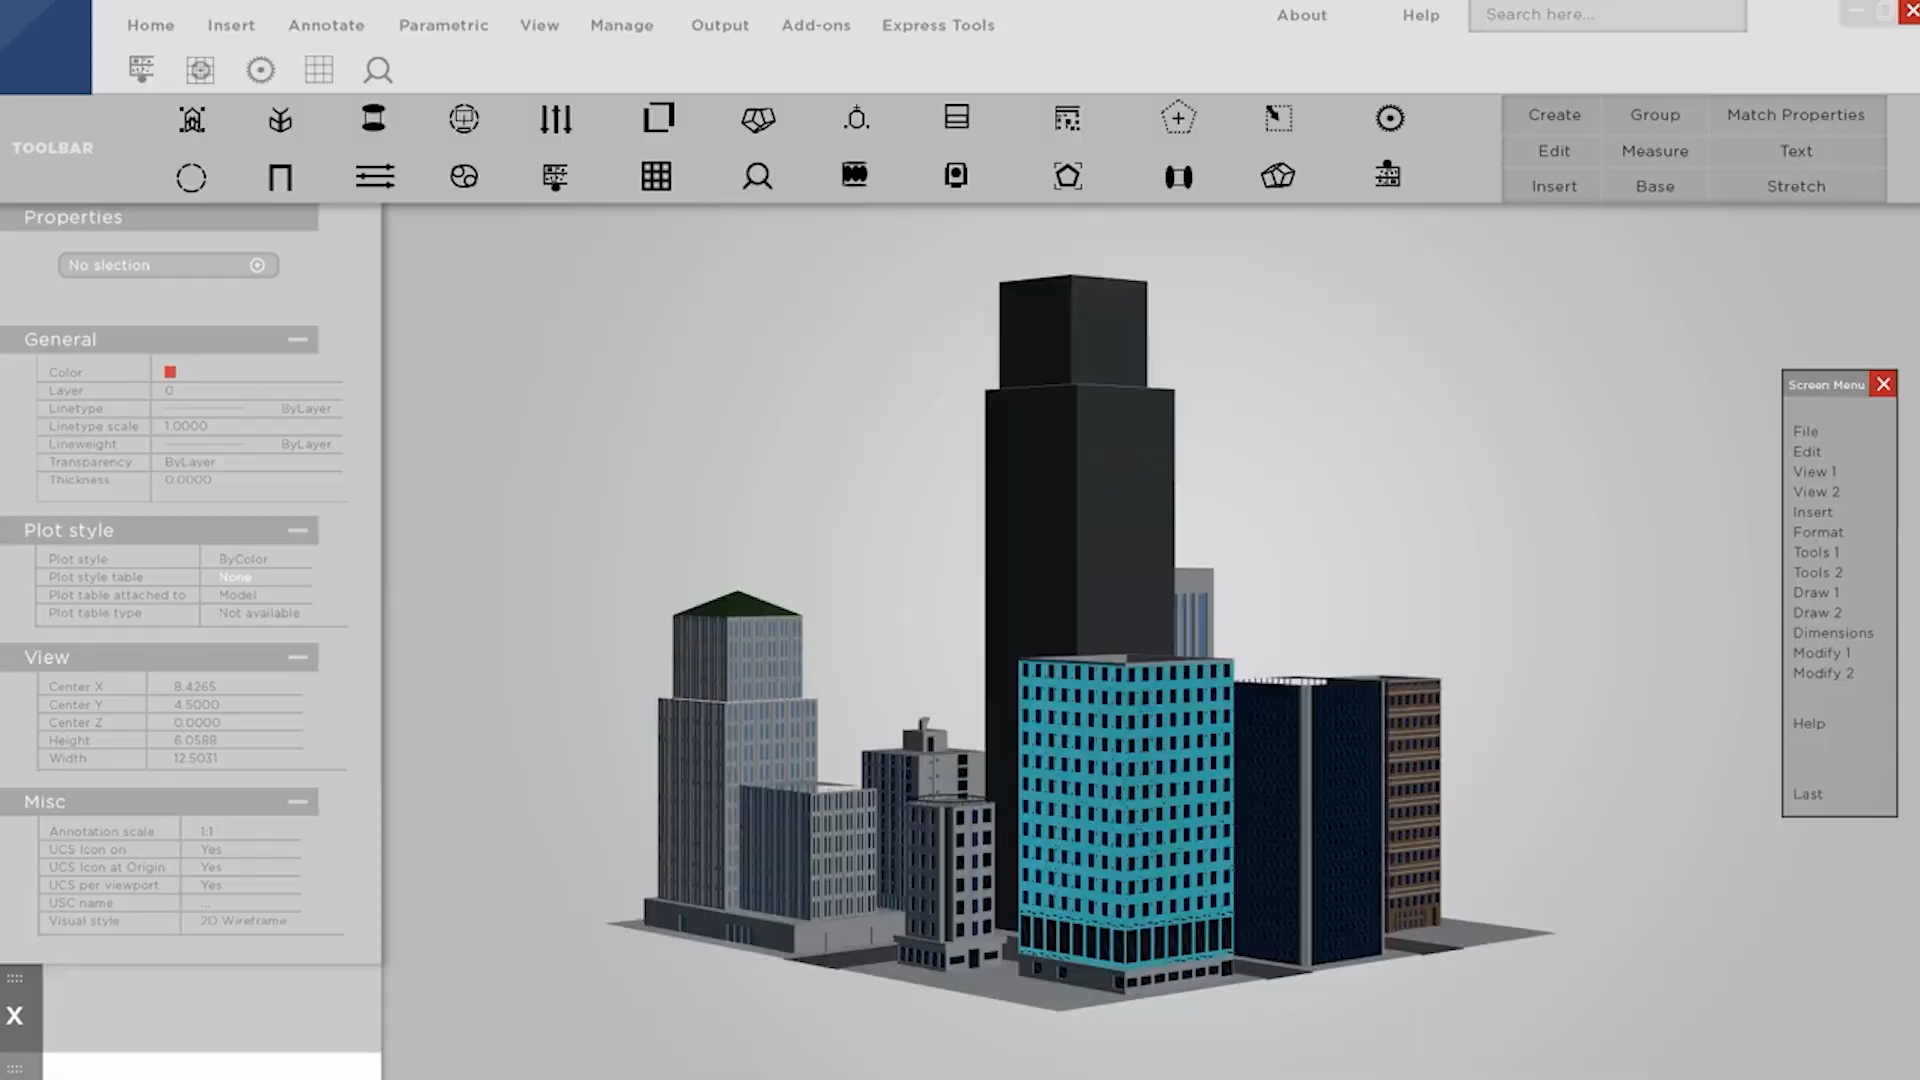 Home Insert Annotate Parametric View Manage Output Add-ons Express Tools About Help Search here...
TOOLBAR
Create Group Match Properties
Edit Measure Text
Insert Base Stretch
Properties
No slection
General
Color
Layer 0
Linetype ByLayer
Linetype scale 1.0000
Lineweight ByLayer
Transparency ByLayer
Thickness 0.0000
Plot style
Plot style ByColor
Plot style table None
Plot table attached to Model
Plot table type Not available
View
Center X 8.4265
Center Y 4.5000
Center Z 0.0000
Height 6.0588
Width 12.5031
Misc
Annotation scale 1:1
UCS Icon on Yes
UCS Icon at Origin Yes
UCS per viewport Yes
USC name ...
Visual style 2D Wireframe
X
Screen Menu
File
Edit
View 1
View 2
Insert
Format
Tools 1
Tools 2
Draw 1
Draw 2
Dimensions
Modify 1
Modify 2
Help
Last